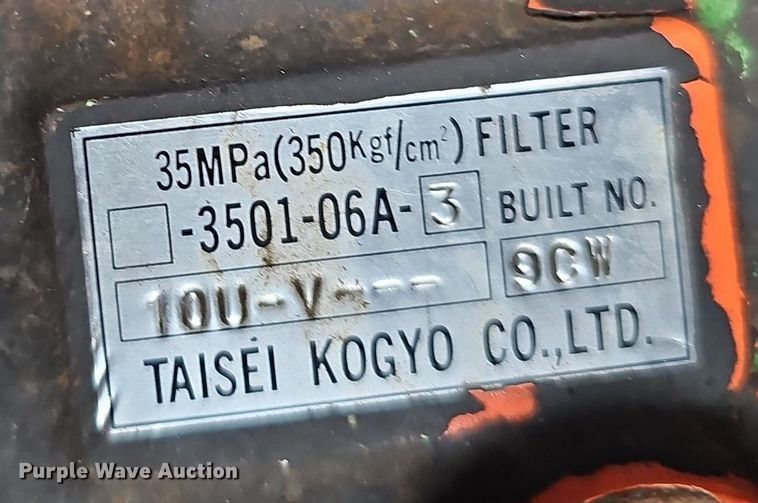 35MPa(350Kgf/cm²) FILTER
-3501-06A-3 BUILT NO.
10U-V--- 9CW
TAISEI KOGYO CO.,LTD.
Purple Wave Auction